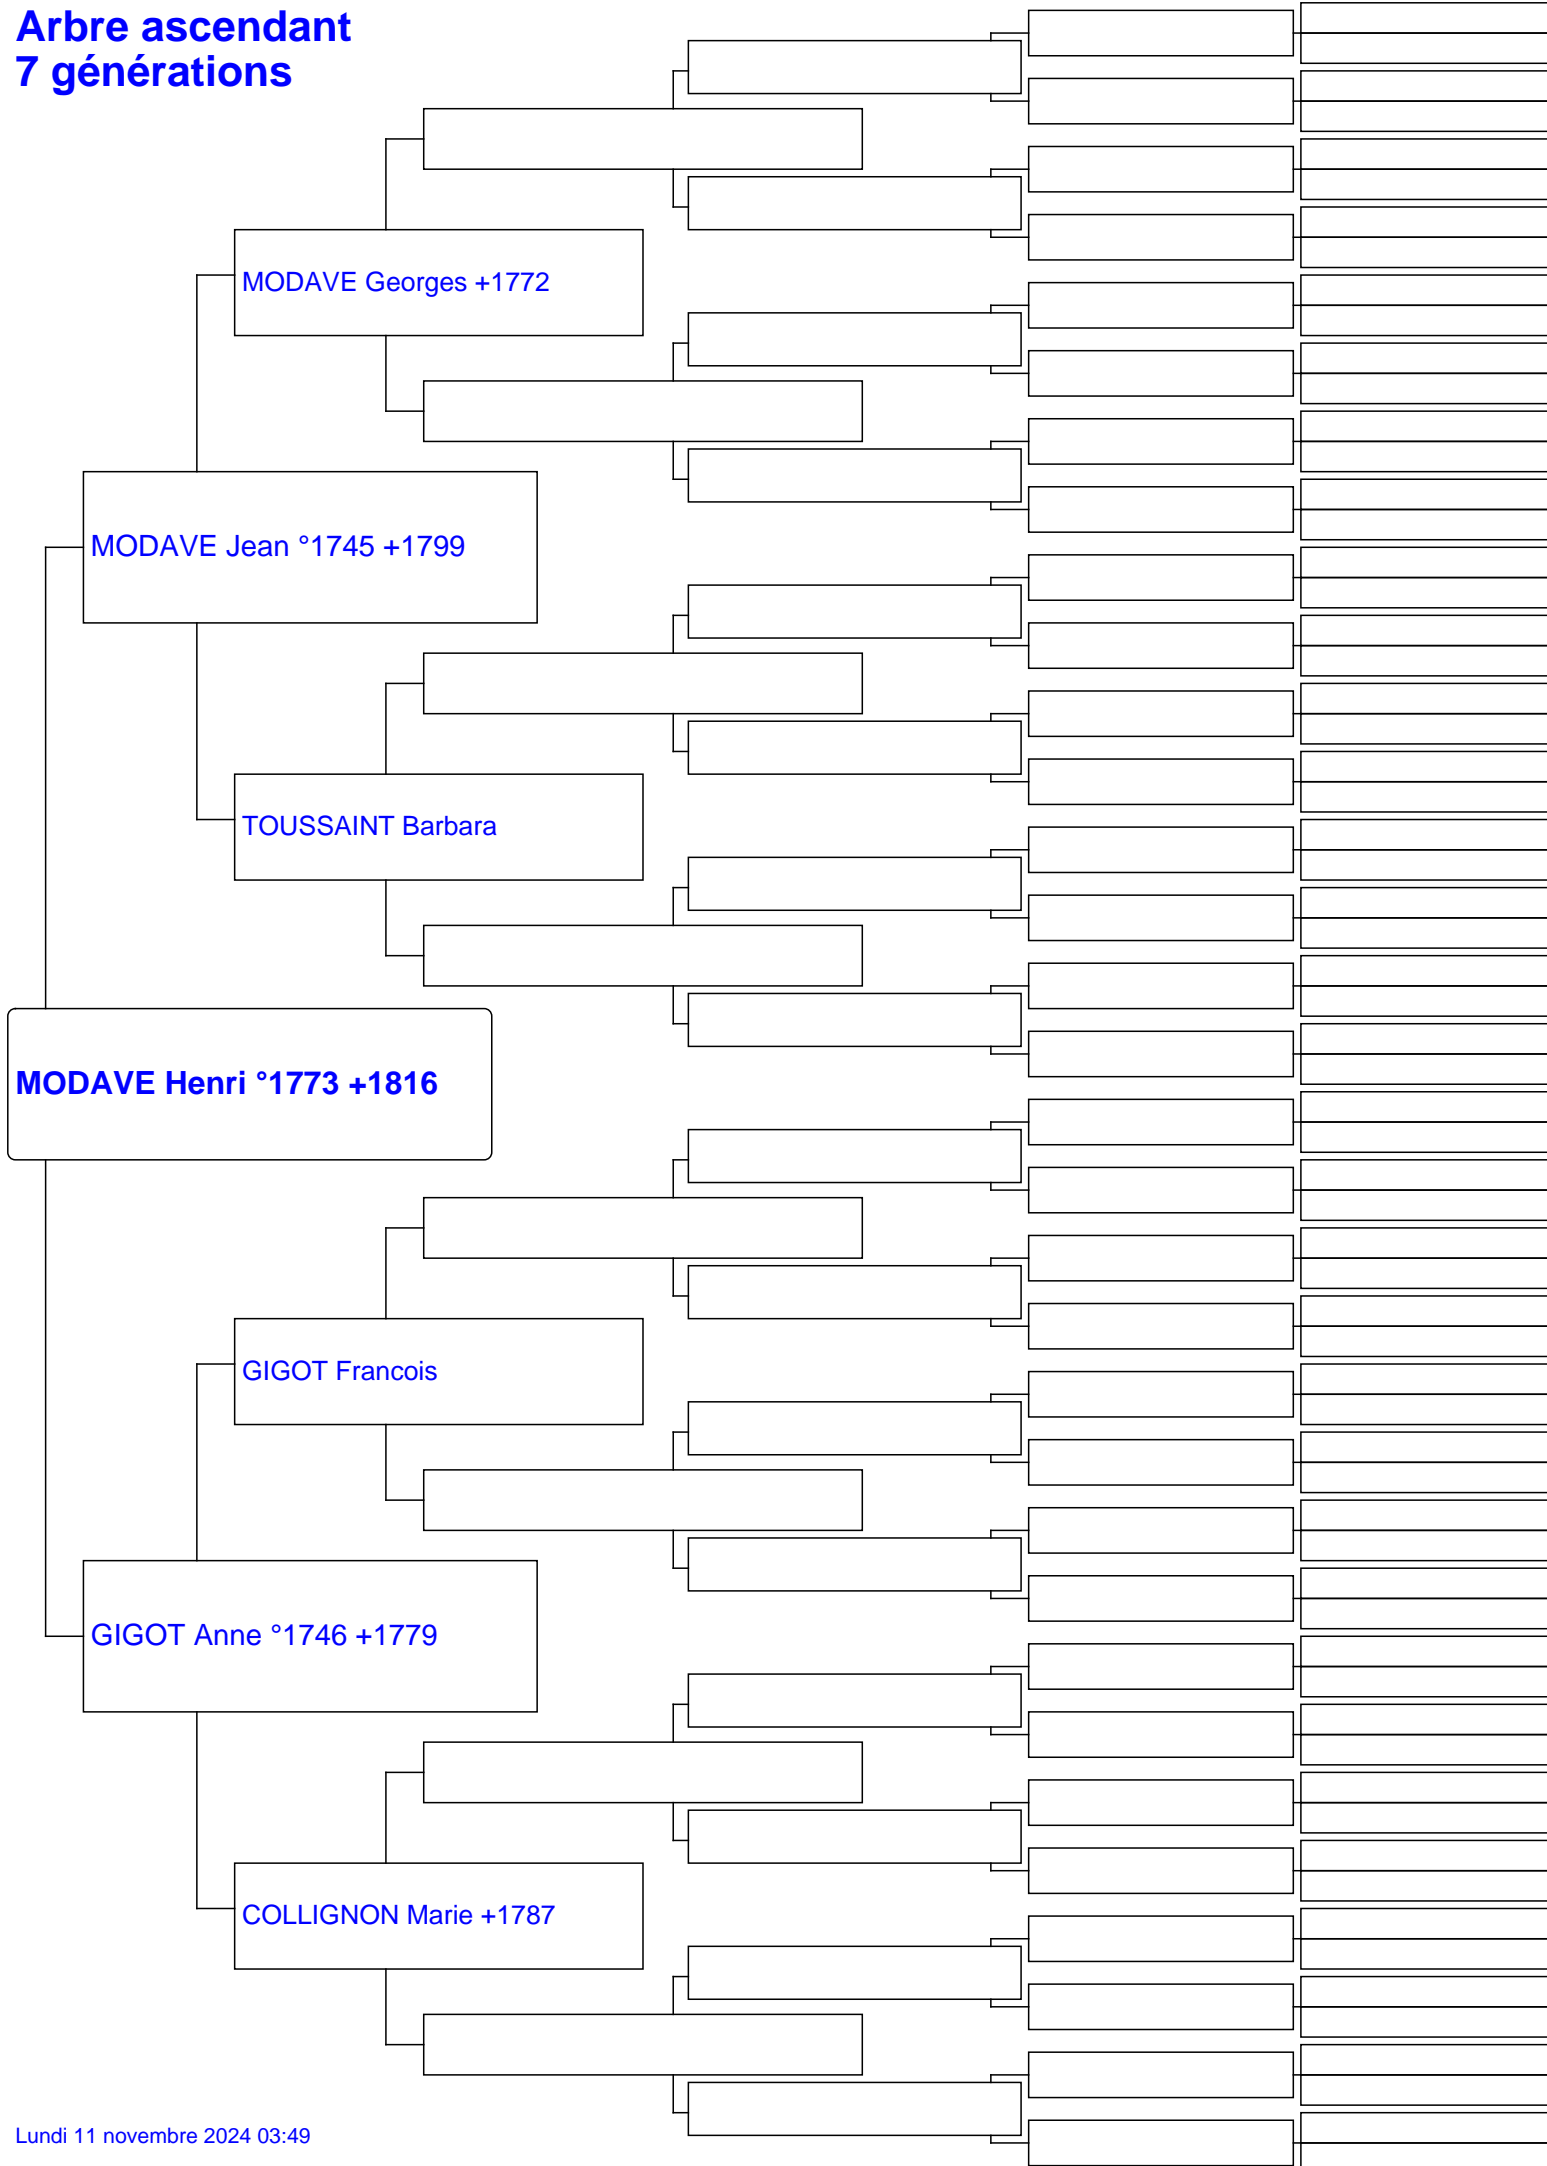 Arbre ascendant
7 générations
MODAVE Georges +1772
MODAVE Jean °1745 +1799
TOUSSAINT Barbara
MODAVE Henri °1773 +1816
GIGOT Francois
GIGOT Anne °1746 +1779
COLLIGNON Marie +1787
Lundi 11 novembre 2024 03:49